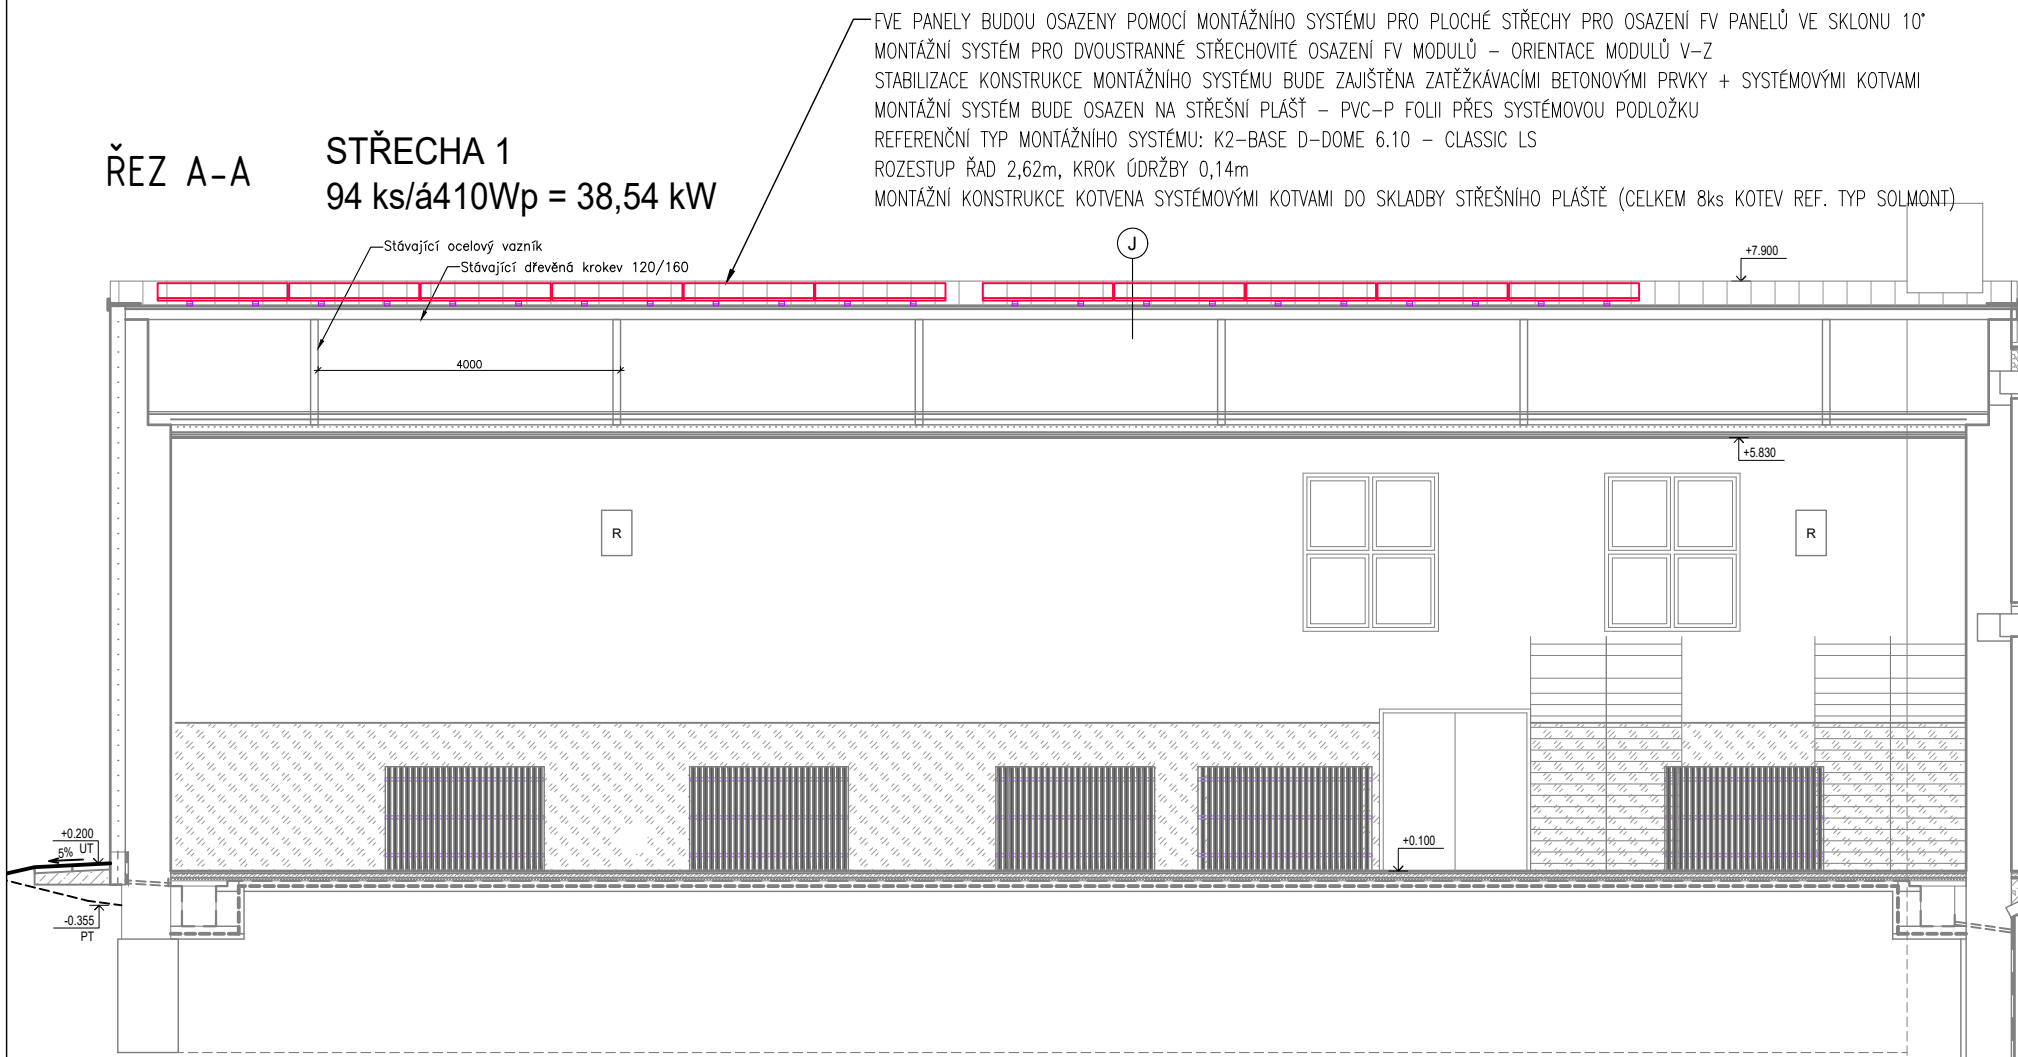 FVE PANELY BUDOU OSAZENY POMOCÍ MONTÁŽNÍHO SYSTÉMU PRO PLOCHÉ STŘECHY PRO OSAZENÍ FV PANELŮ VE SKLONU 10°
MONTÁŽNÍ SYSTÉM PRO DVOUSTRANNÉ STŘECHOVITÉ OSAZENÍ FV MODULŮ – ORIENTACE MODULŮ V–Z
STABILIZACE KONSTRUKCE MONTÁŽNÍHO SYSTÉMU BUDE ZAJIŠTĚNA ZATĚŽKÁVACÍMI BETONOVÝMI PRVKY + SYSTÉMOVÝMI KOTVAMI
MONTÁŽNÍ SYSTÉM BUDE OSAZEN NA STŘEŠNÍ PLÁŠŤ – PVC–P FOLII PŘES SYSTÉMOVOU PODLOŽKU
REFERENČNÍ TYP MONTÁŽNÍHO SYSTÉMU: K2–BASE D–DOME 6.10 – CLASSIC LS
ROZESTUP ŘAD 2,62m, KROK ÚDRŽBY 0,14m
MONTÁŽNÍ KONSTRUKCE KOTVENA SYSTÉMOVÝMI KOTVAMI DO SKLADBY STŘEŠNÍHO PLÁŠTĚ (CELKEM 8ks KOTEV REF. TYP SOLMONT)
ŘEZ A-A
STŘECHA 1
94 ks/á410Wp = 38,54 kW
Stávající ocelový vazník
Stávající dřevěná krokev 120/160
J
+7.900
4000
+5.830
R
R
+0.200
5% UT
+0.100
-0.355
PT